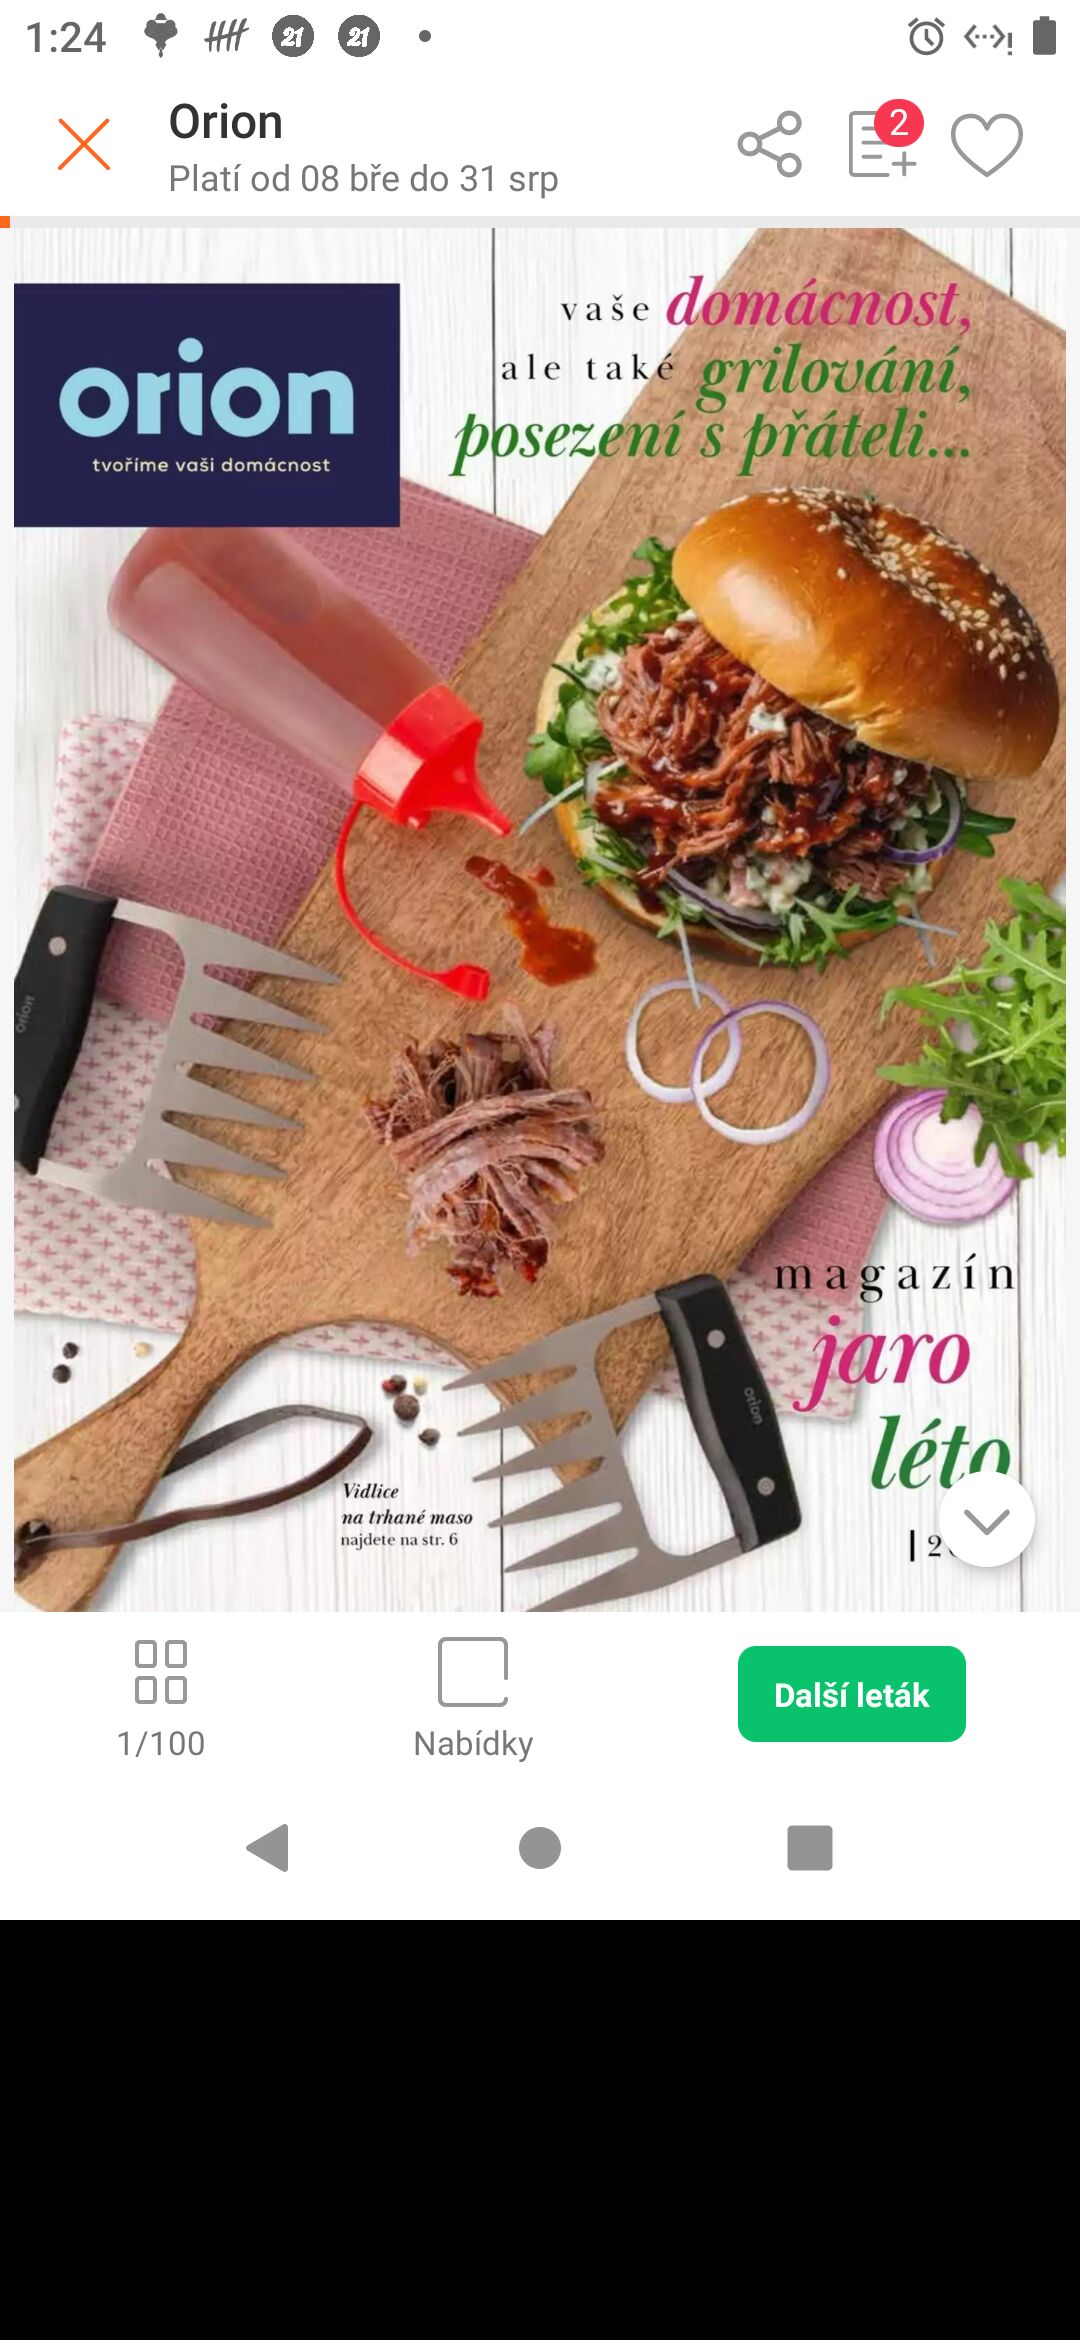 1:24
21 21
Orion
2
Platí od 08 bře do 31 srp
vaše domácnost,
ale také grilování,
posezení s přáteli...
orion
tvoříme vaši domácnost
orion
magazín
jaro
orion
léto
Vidlice
na trhané maso
najdete na str. 6
1/100
Nabídky
Další leták